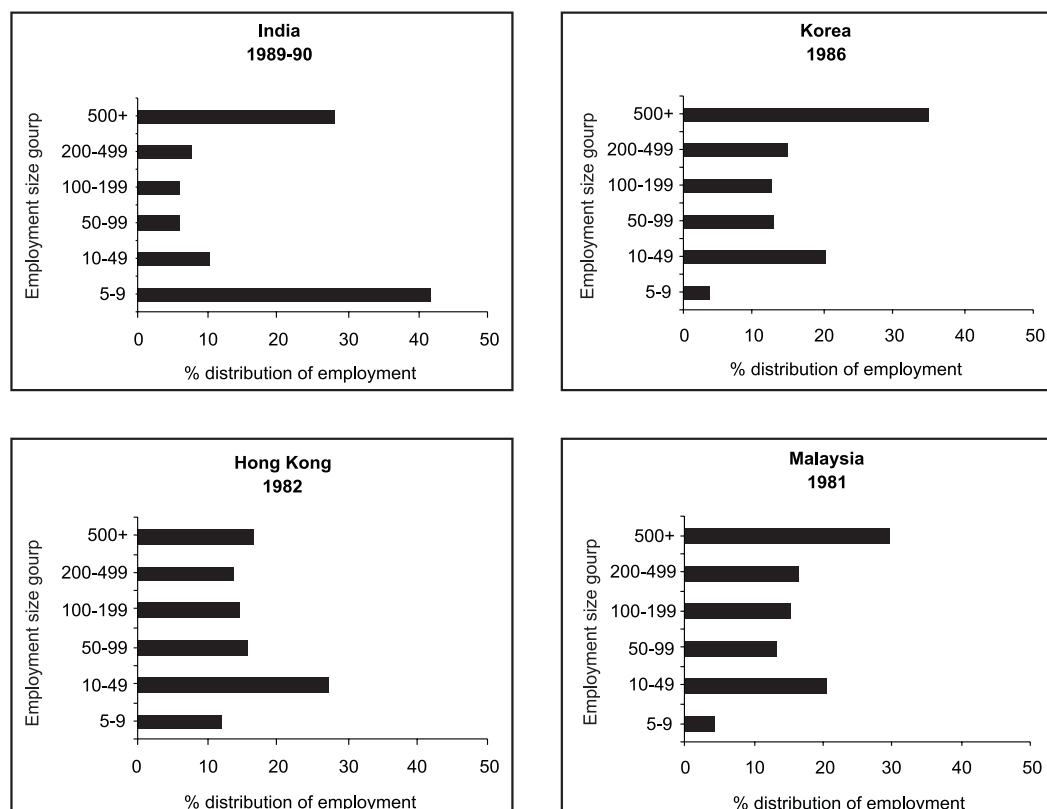 India
1989-90
Employment size gourp
500+
200-499
100-199
50-99
10-49
5-9
0 10 20 30 40 50
% distribution of employment
Korea
1986
Employment size gourp
500+
200-499
100-199
50-99
10-49
5-9
0 10 20 30 40 50
% distribution of employment
Hong Kong
1982
Employment size gourp
500+
200-499
100-199
50-99
10-49
5-9
0 10 20 30 40 50
% distribution of employment
Malaysia
1981
Employment size gourp
500+
200-499
100-199
50-99
10-49
5-9
0 10 20 30 40 50
% distribution of employment